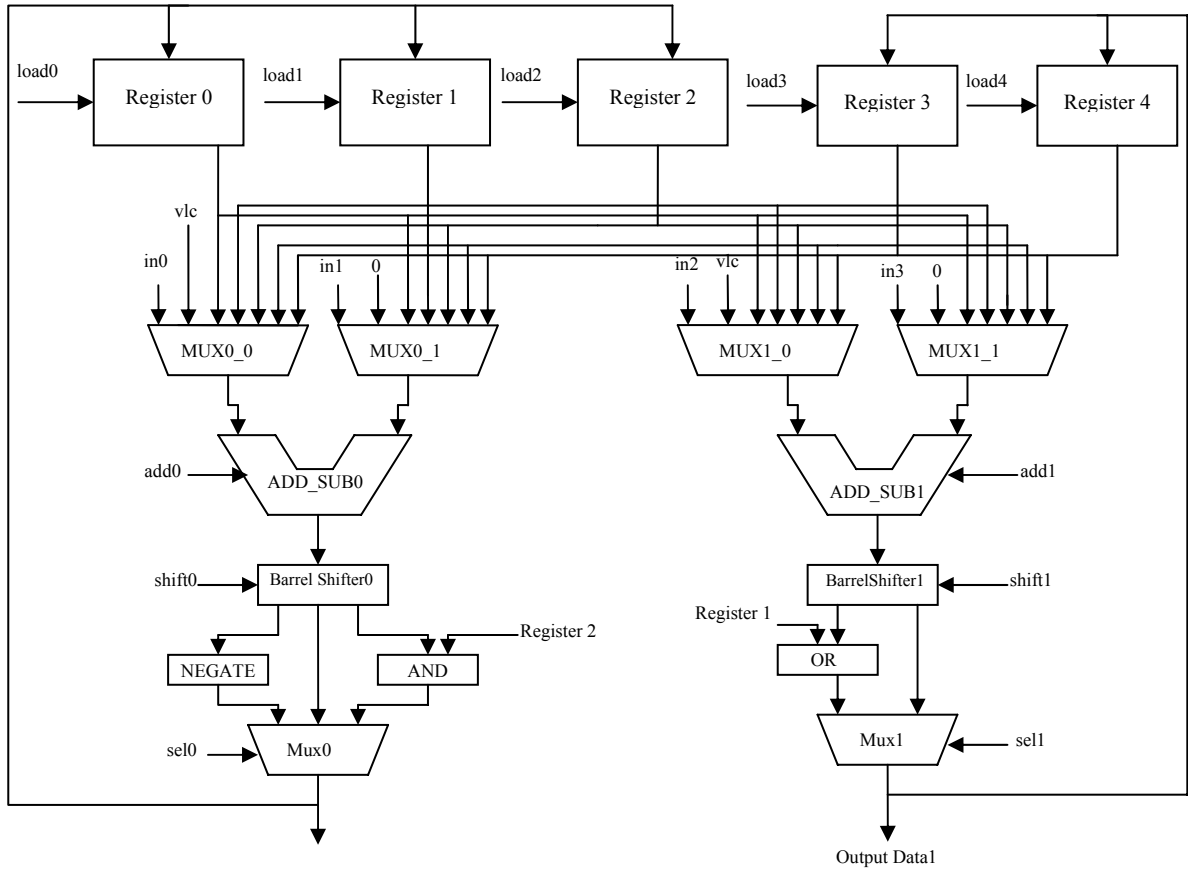 load0
Register 0
load1
Register 1
load2
Register 2
load3
Register 3
load4
Register 4
vlc
in0
in1
0
in2
vlc
in3
0
MUX0_0
MUX0_1
MUX1_0
MUX1_1
add0
ADD_SUB0
ADD_SUB1
add1
shift0
Barrel Shifter0
BarrelShifter1
shift1
Register 1
Register 2
NEGATE
AND
OR
sel0
Mux0
Mux1
sel1
Output Data1